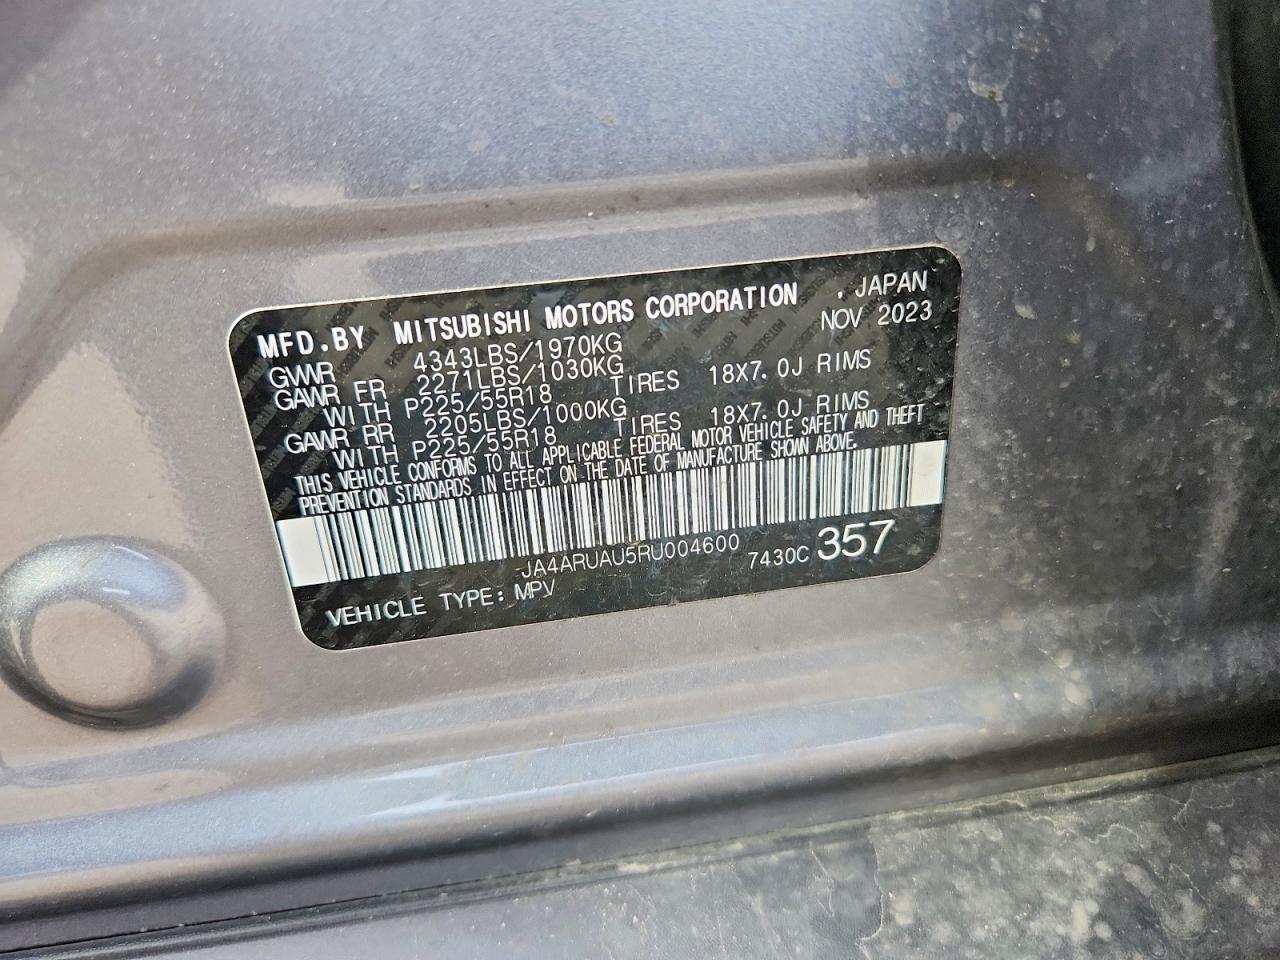 MFD.BY MITSUBISHI MOTORS CORPORATION , JAPAN
GVWR 4343LBS/1970KG NOV 2023
GAWR FR 2271LBS/1030KG
WITH P225/55R18 TIRES 18X7.0J RIMS
GAWR RR 2205LBS/1000KG
WITH P225/55R18 TIRES 18X7.0J RIMS
THIS VEHICLE CONFORMS TO ALL APPLICABLE FEDERAL MOTOR VEHICLE SAFETY AND THEFT
PREVENTION STANDARDS IN EFFECT ON THE DATE OF MANUFACTURE SHOWN ABOVE.
JA4ARUAU5RU004600 7430C 357
VEHICLE TYPE: MPV